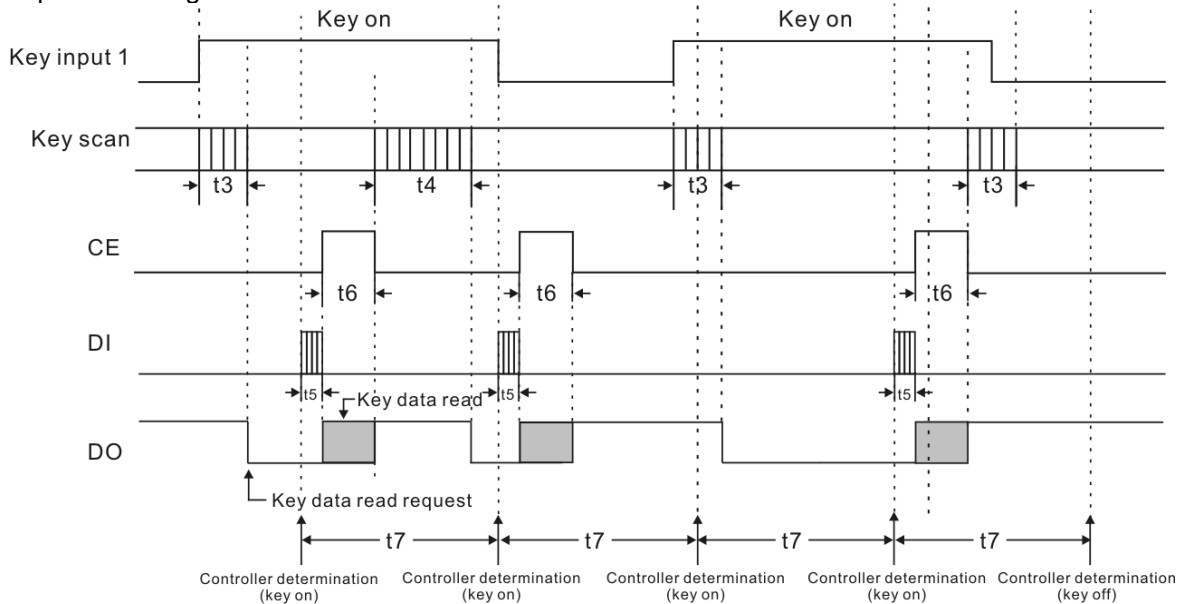 Key on Key on
Key input 1
Key scan
t3 t4 t3 t3
CE
t6 t6 t6
DI
t5 t5 t5
Key data read
DO
Key data read request
t7 t7 t7 t7
Controller determination Controller determination Controller determination Controller determination Controller determination
(key on) (key on) (key on) (key on) (key off)